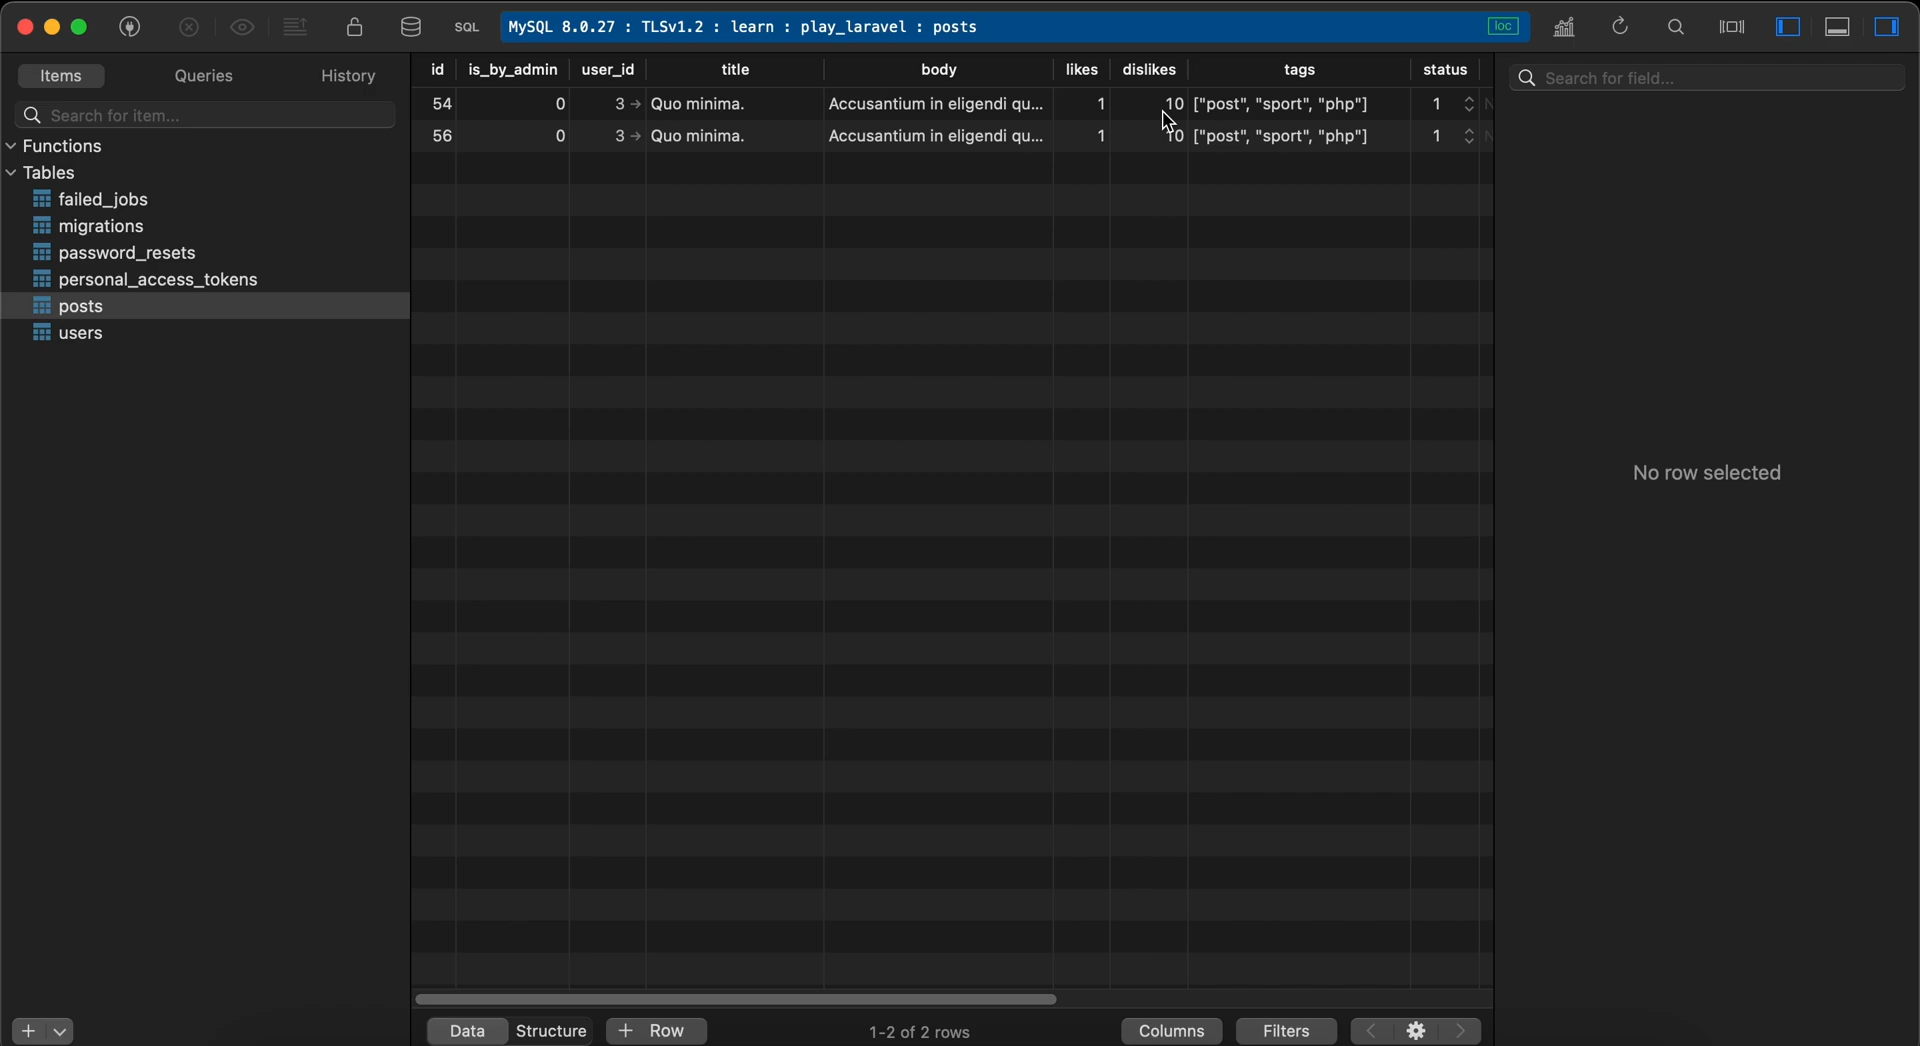 SQL MySQL 8.0.27 : TLSv1.2 : learn : play_laravel : posts loc
Items Queries History
Search for item...
Functions
Tables
failed_jobs
migrations
password_resets
personal_access_tokens
posts
users
id is_by_admin user_id title body likes dislikes tags status
54 0 3 → Quo minima. Accusantium in eligendi qu... 1 10 ["post", "sport", "php"] 1
56 0 3 → Quo minima. Accusantium in eligendi qu... 1 10 ["post", "sport", "php"] 1
Search for field...
No row selected
Data Structure + Row 1-2 of 2 rows Columns Filters